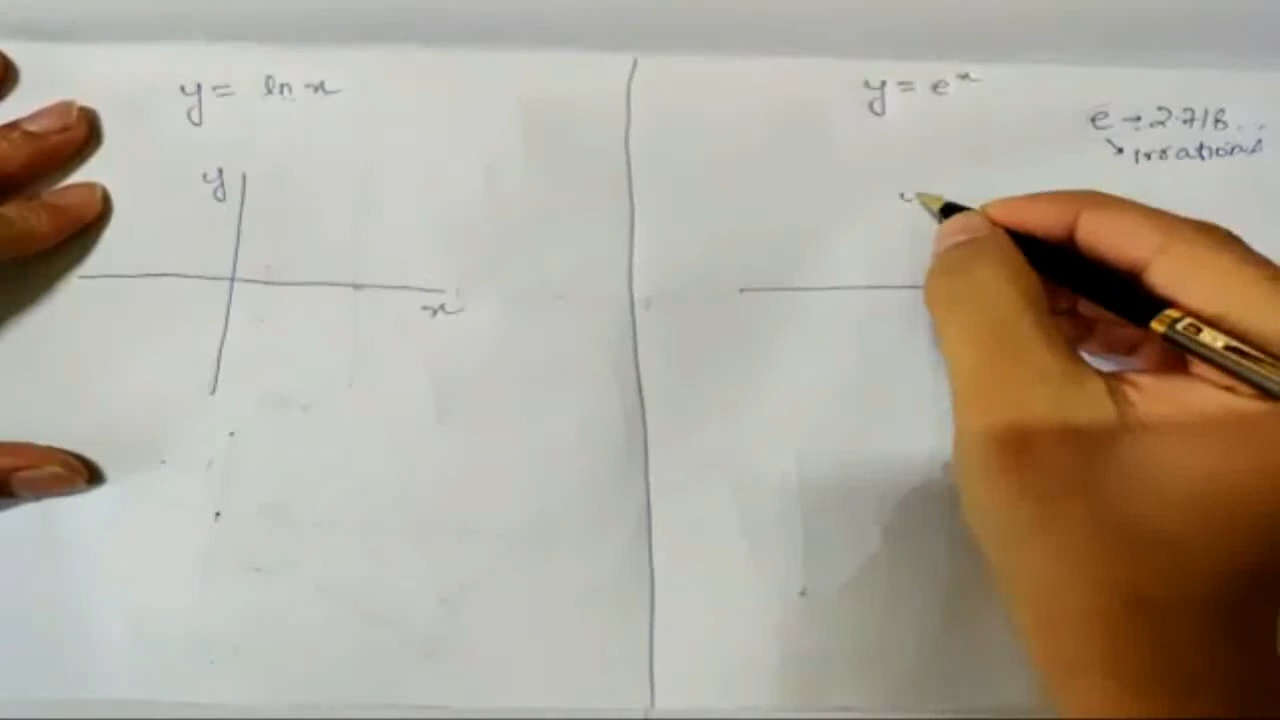 y = ln x
y
x
y = e^x
e → 2.718...
↘ irrational